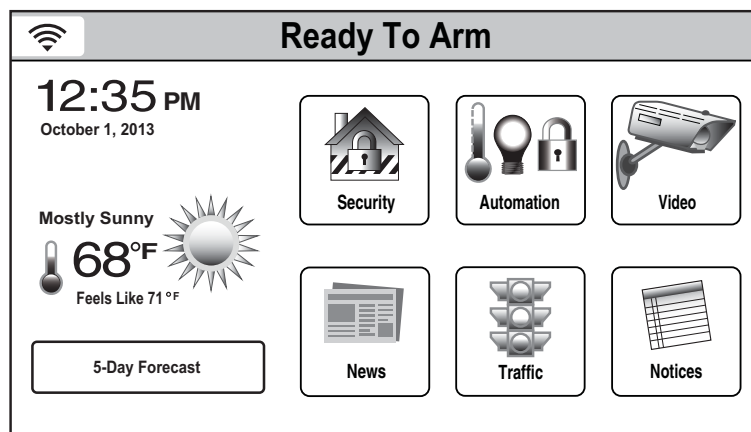 Ready To Arm
12:35 PM
October 1, 2013
Mostly Sunny
68°F
Feels Like 71°F
5-Day Forecast
Security
Automation
Video
News
Traffic
Notices